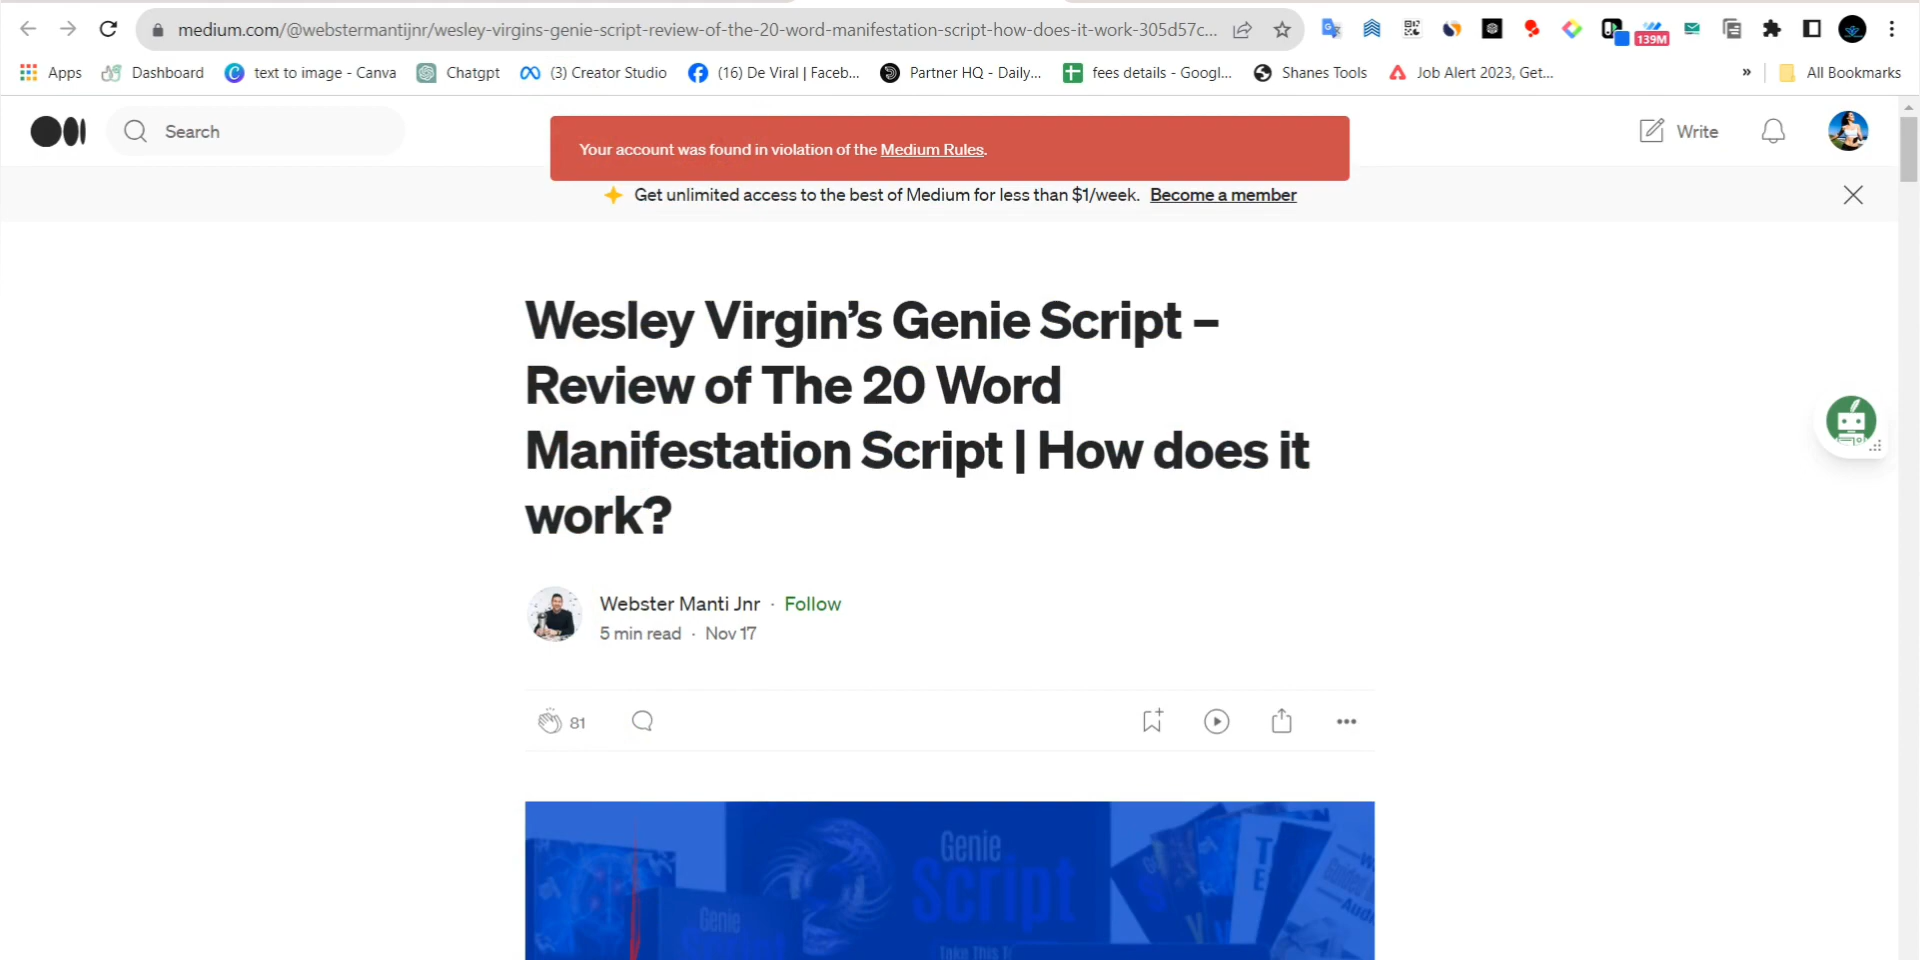 medium.com/@webstermantijnr/wesley-virgins-genie-script-review-of-the-20-word-manifestation-script-how-does-it-work-305d57c...
139M
Apps Dashboard text to image - Canva Chatgpt (3) Creator Studio (16) De Viral | Faceb... Partner HQ - Daily... fees details - Googl... Shanes Tools Job Alert 2023, Get... » All Bookmarks
Search
Your account was found in violation of the Medium Rules.
Write
Get unlimited access to the best of Medium for less than $1/week. Become a member
Wesley Virgin’s Genie Script –
Review of The 20 Word
Manifestation Script | How does it
work?
Webster Manti Jnr · Follow
5 min read · Nov 17
81
Genie
Script
Genie
Script
Take This T
T
E